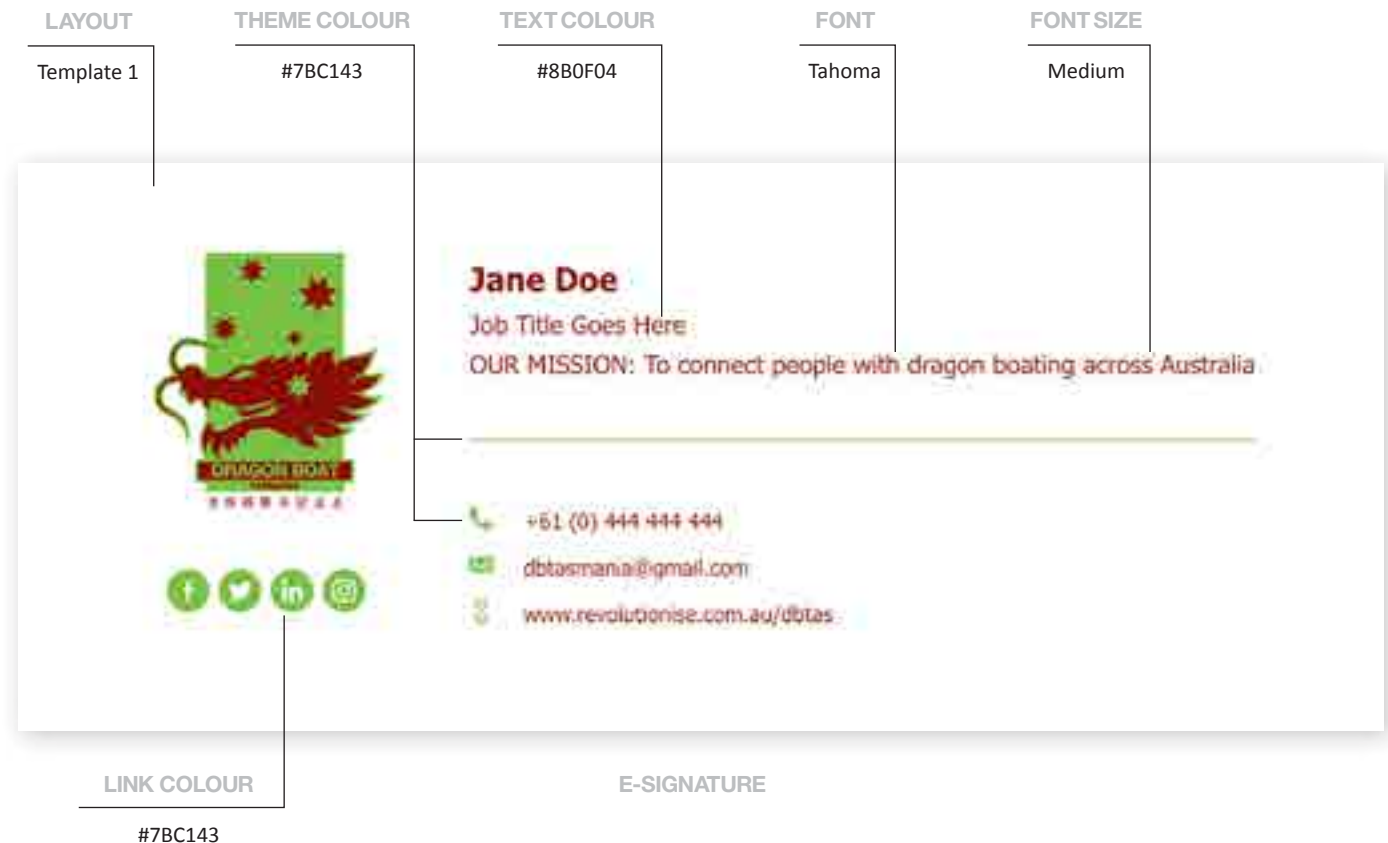 LAYOUT
THEME COLOUR
TEXT COLOUR
FONT
FONT SIZE
Template 1
#7BC143
#8B0F04
Tahoma
Medium
Jane Doe
Job Title Goes Here
OUR MISSION: To connect people with dragon boating across Australia
DRAGON BOAT
+61 (0) 444 444 444
dbtasmania@gmail.com
www.revolutionise.com.au/dbtas
LINK COLOUR
E-SIGNATURE
#7BC143